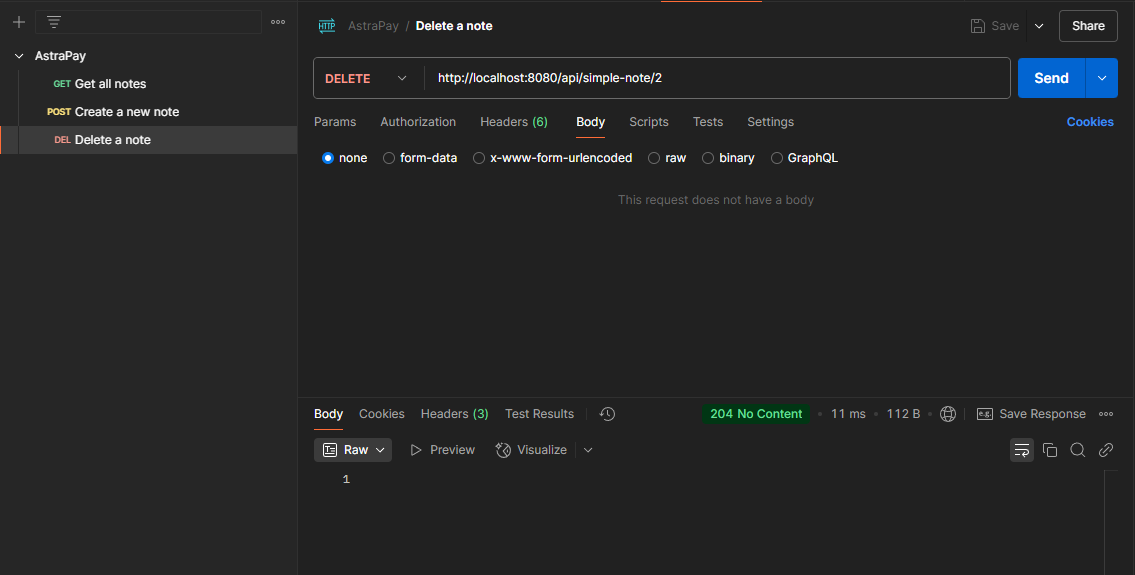 HTTP AstraPay / Delete a note Save Share
AstraPay
GET Get all notes
POST Create a new note
DEL Delete a note
DELETE http://localhost:8080/api/simple-note/2 Send
Params Authorization Headers (6) Body Scripts Tests Settings Cookies
none form-data x-www-form-urlencoded raw binary GraphQL
This request does not have a body
Body Cookies Headers (3) Test Results 204 No Content • 11 ms • 112 B • e.g. Save Response
Raw Preview Visualize
1